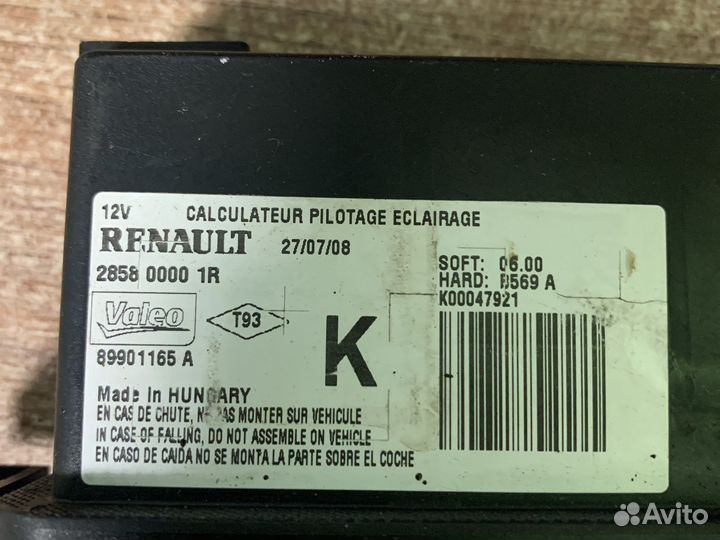 12V CALCULATEUR PILOTAGE ECLAIRAGE
RENAULT 27/07/08
2858 0000 1R
SOFT: 06.00
HARD: B569 A
K00047921
Valeo
T93
K
89901165 A
Made In HUNGARY
EN CAS DE CHUTE, NE PAS MONTER SUR VEHICULE
IN CASE OF FALLING, DO NOT ASSEMBLE ON VEHICLE
EN CASO DE CAIDA NO SE MONTA LA PARTE SOBRE EL COCHE
Avito